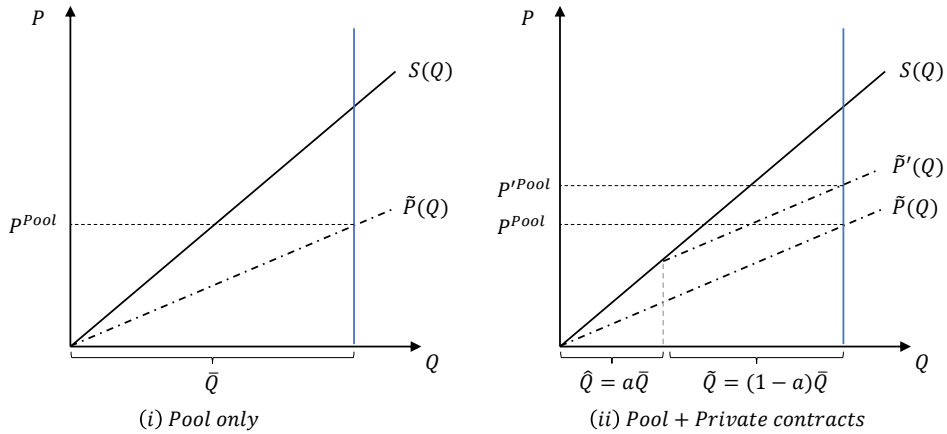 P
S(Q)
P^Pool
P̃(Q)
Q
Q̄
(i) Pool only
P
S(Q)
P̃′(Q)
P′^Pool
P̃(Q)
P^Pool
Q
Q̂ = aQ̄
Q̃ = (1 − a)Q̄
(ii) Pool + Private contracts